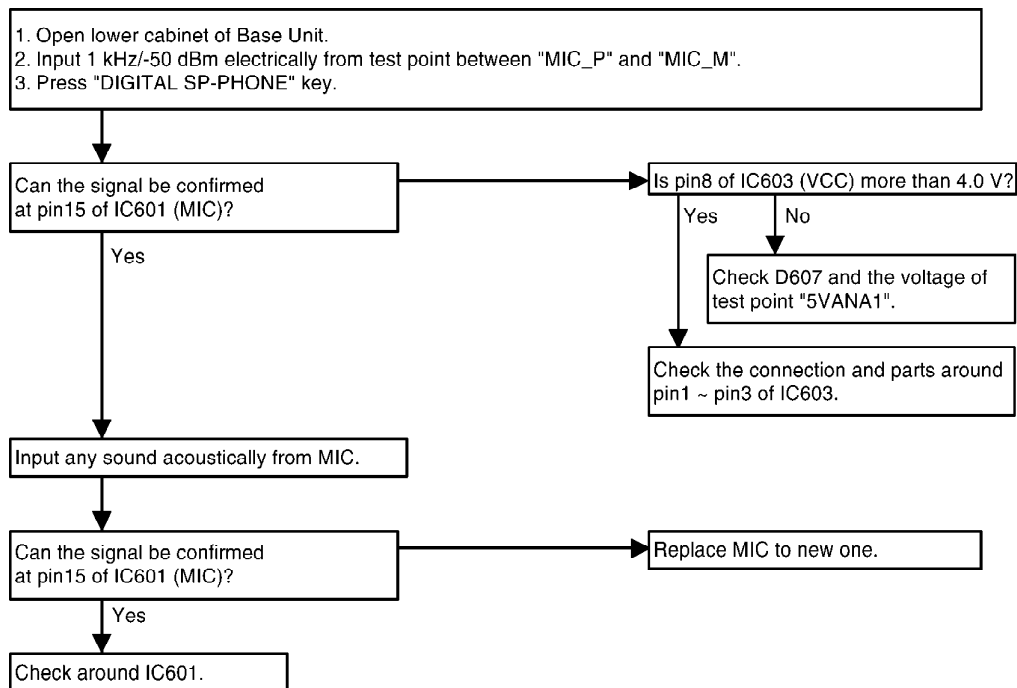 1. Open lower cabinet of Base Unit.
2. Input 1 kHz/-50 dBm electrically from test point between "MIC_P" and "MIC_M".
3. Press "DIGITAL SP-PHONE" key.
Can the signal be confirmed
at pin15 of IC601 (MIC)?
Is pin8 of IC603 (VCC) more than 4.0 V?
Yes
No
Yes
Check D607 and the voltage of
test point "5VANA1".
Check the connection and parts around
pin1 ~ pin3 of IC603.
Input any sound acoustically from MIC.
Can the signal be confirmed
at pin15 of IC601 (MIC)?
Replace MIC to new one.
Yes
Check around IC601.